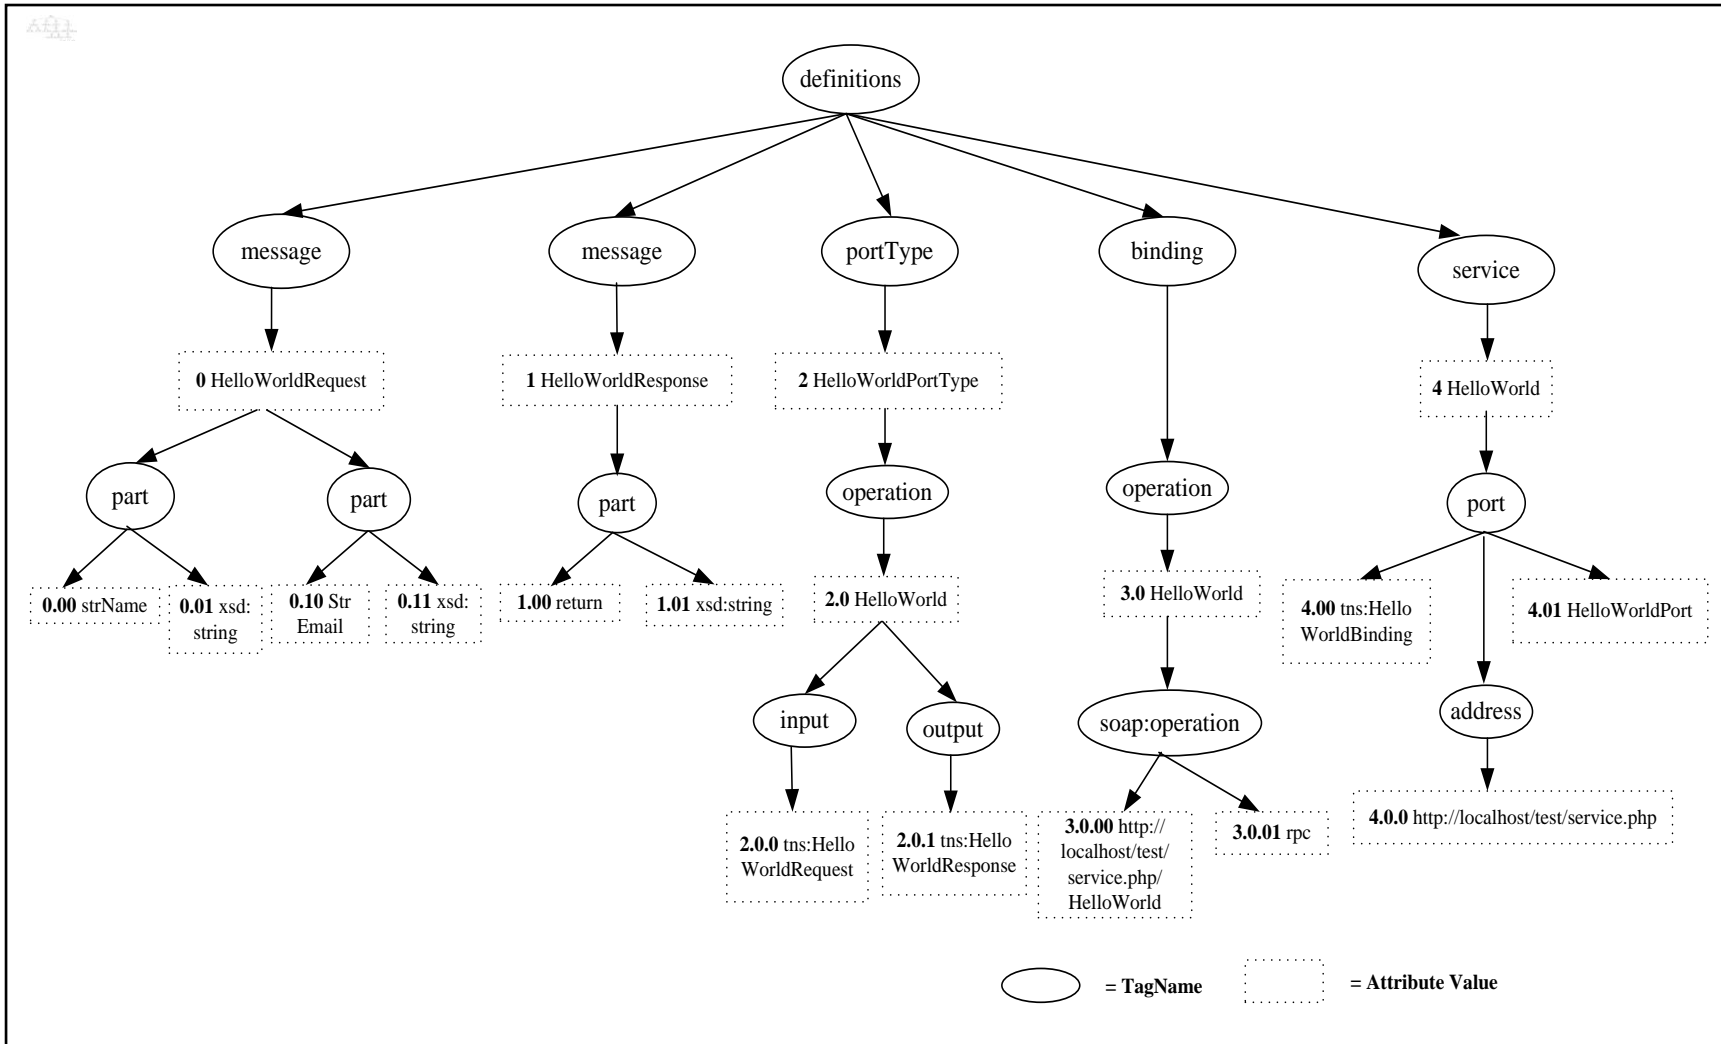 definitions
message
message
portType
binding
service
0 HelloWorldRequest
1 HelloWorldResponse
2 HelloWorldPortType
4 HelloWorld
part
part
part
operation
operation
port
0.00 strName
0.01 xsd:
string
0.10 Str
Email
0.11 xsd:
string
1.00 return
1.01 xsd:string
2.0 HelloWorld
3.0 HelloWorld
4.00 tns:Hello
WorldBinding
4.01 HelloWorldPort
input
output
soap:operation
address
2.0.0 tns:Hello
WorldRequest
2.0.1 tns:Hello
WorldResponse
3.0.00 http://
localhost/test/
service.php/
HelloWorld
3.0.01 rpc
4.0.0 http://localhost/test/service.php
= TagName
= Attribute Value